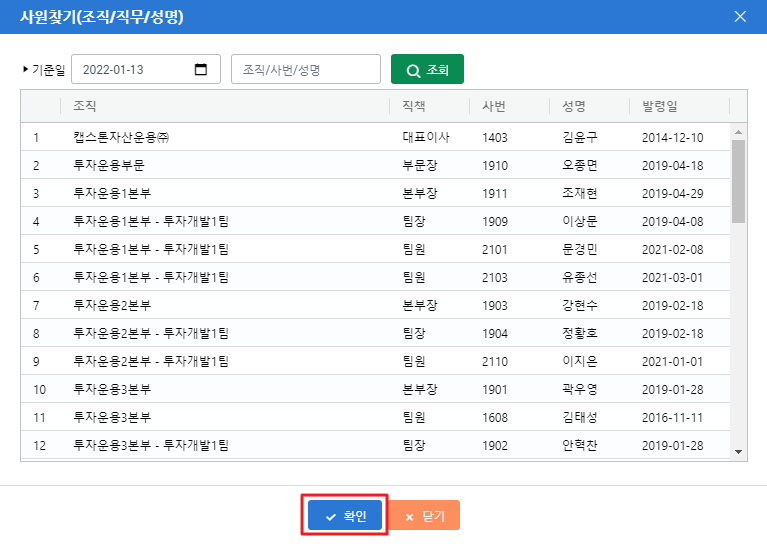 사원찾기(조직/직무/성명)
기준일 2022-01-13 조직/사번/성명 조회
조직 직책 사번 성명 발령일
1 캡스톤자산운용㈜ 대표이사 1403 김윤구 2014-12-10
2 투자운용부문 부문장 1910 오종면 2019-04-18
3 투자운용1본부 본부장 1911 조재현 2019-04-29
4 투자운용1본부 - 투자개발1팀 팀장 1909 이상문 2019-04-08
5 투자운용1본부 - 투자개발1팀 팀원 2101 문경민 2021-02-08
6 투자운용1본부 - 투자개발1팀 팀원 2103 유종선 2021-03-01
7 투자운용2본부 본부장 1903 강현수 2019-02-18
8 투자운용2본부 - 투자개발1팀 팀장 1904 정황호 2019-02-18
9 투자운용2본부 - 투자개발1팀 팀원 2110 이지은 2021-01-01
10 투자운용3본부 본부장 1901 곽우영 2019-01-28
11 투자운용3본부 팀원 1608 김태성 2016-11-11
12 투자운용3본부 - 투자개발1팀 팀장 1902 안혁찬 2019-01-28
확인 닫기